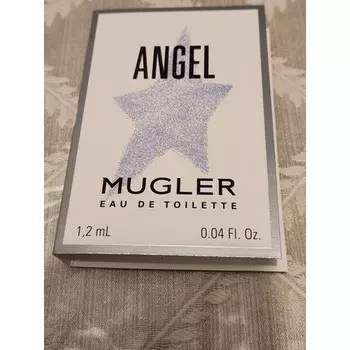 ANGEL
MUGLER
EAU DE TOILETTE
1,2 mL 0.04 Fl. Oz.